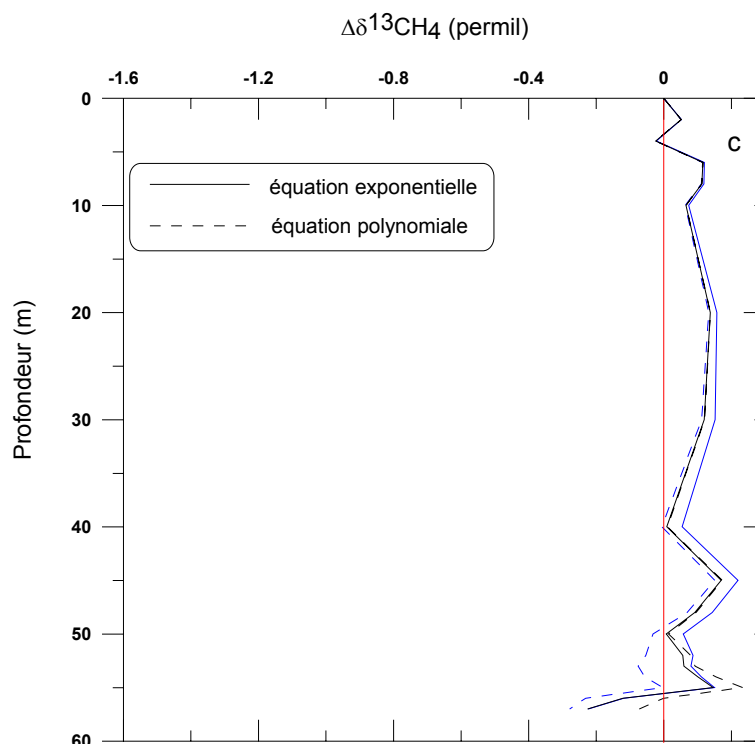 Δδ13CH4 (permil)
-1.6 -1.2 -0.8 -0.4 0
0
C
équation exponentielle
équation polynomiale
10
20
Profondeur (m)
30
40
50
60